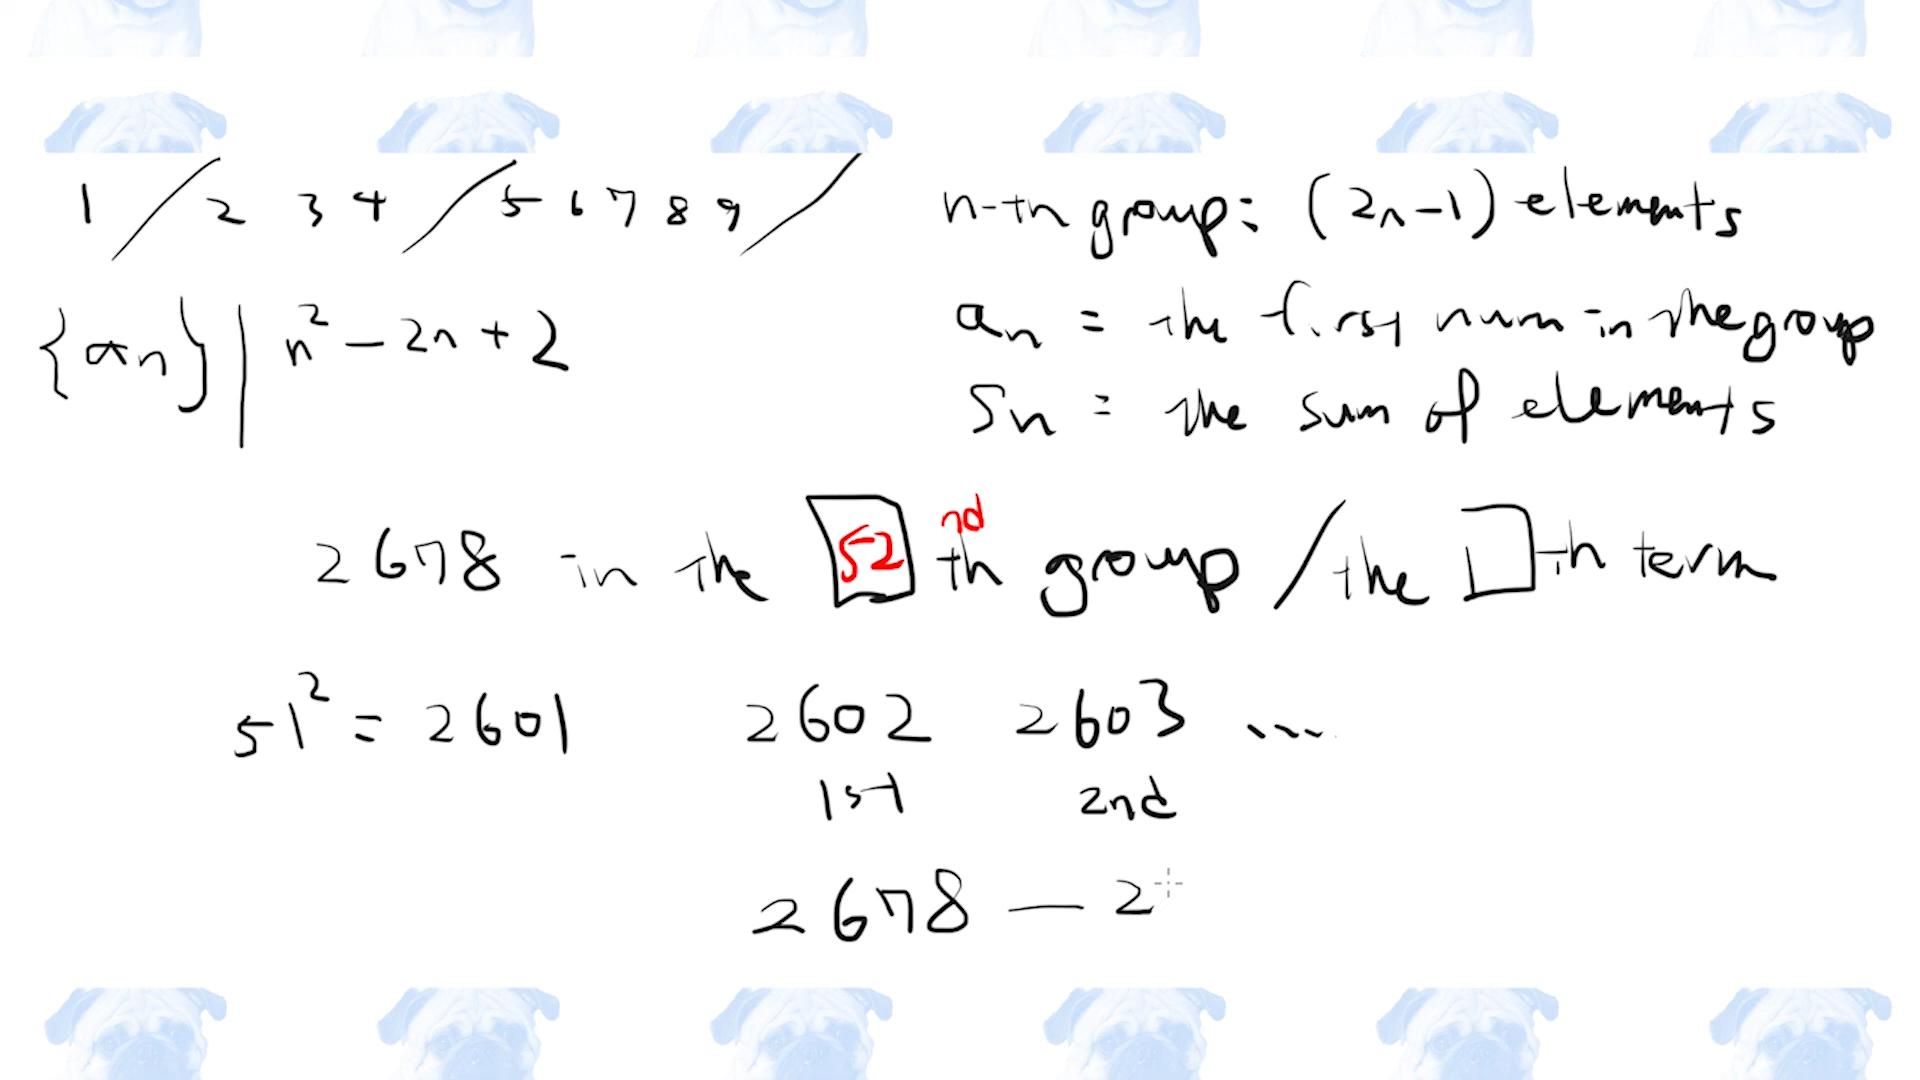 1 / 2 3 4 / 5 6 7 8 9 /
n-th group: (2n-1) elements
{an} | n² - 2n + 2
an = the first num in the group
Sn = the sum of elements
2678 in the 52 nd th group / the □ th term
51² = 2601 2602 2603 ...
1st 2nd
2678 — 2